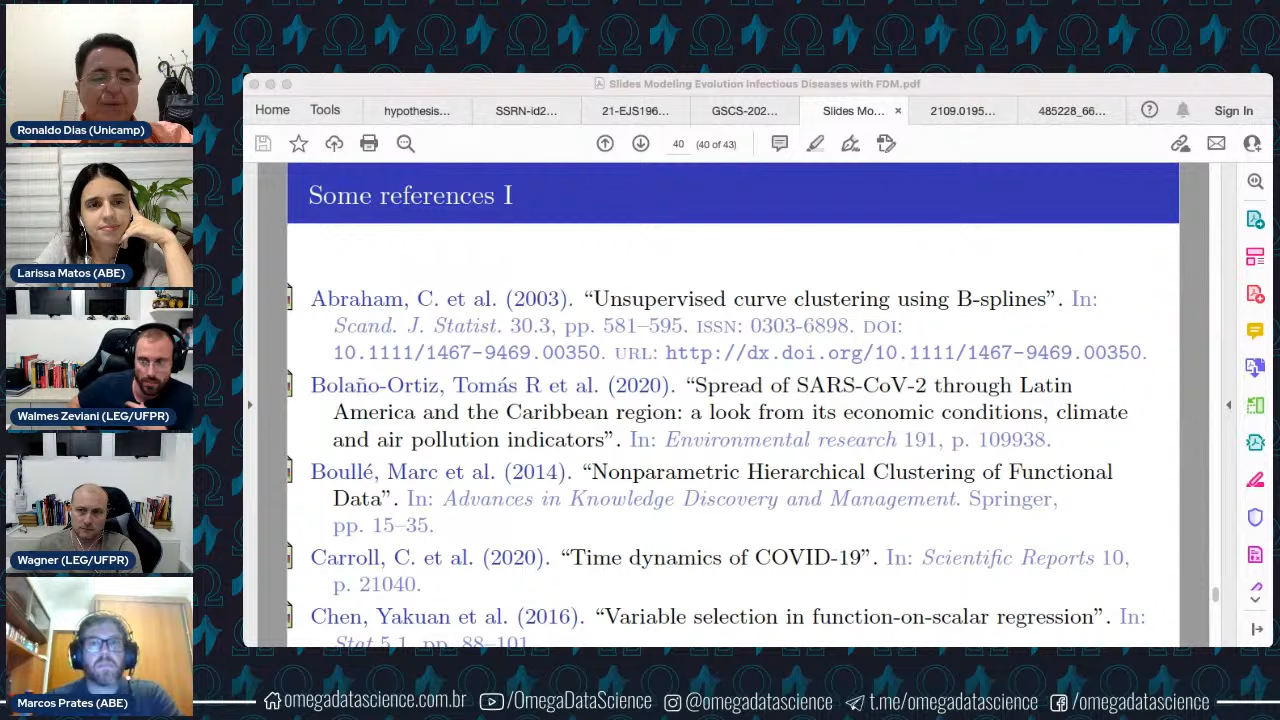 Ronaldo Dias (Unicamp)
Larissa Matos (ABE)
Walmes Zeviani (LEG/UFPR)
Wagner (LEG/UFPR)
Marcos Prates (ABE)
Slides Modeling Evolution Infectious Diseases with FDM.pdf
Home Tools hypothesis... SSRN-id2... 21-EJS196... GSCS-202... Slides Mo... × 2109.0195... 485228_66... Sign In
40
Some references I
Abraham, C. et al. (2003). “Unsupervised curve clustering using B-splines”. In:
Scand. J. Statist. 30.3, pp. 581–595. ISSN: 0303-6898. DOI:
10.1111/1467-9469.00350. URL: http://dx.doi.org/10.1111/1467-9469.00350.
Bolaño-Ortiz, Tomás R et al. (2020). “Spread of SARS-CoV-2 through Latin
America and the Caribbean region: a look from its economic conditions, climate
and air pollution indicators”. In: Environmental research 191, p. 109938.
Boullé, Marc et al. (2014). “Nonparametric Hierarchical Clustering of Functional
Data”. In: Advances in Knowledge Discovery and Management. Springer,
pp. 15–35.
Carroll, C. et al. (2020). “Time dynamics of COVID-19”. In: Scientific Reports 10,
p. 21040.
Chen, Yakuan et al. (2016). “Variable selection in function-on-scalar regression”. In:
Stat 5.1, pp. 88–101.
omegadatascience.com.br /OmegaDataScience @omegadatascience t.me/omegadatascience /omegadatascience